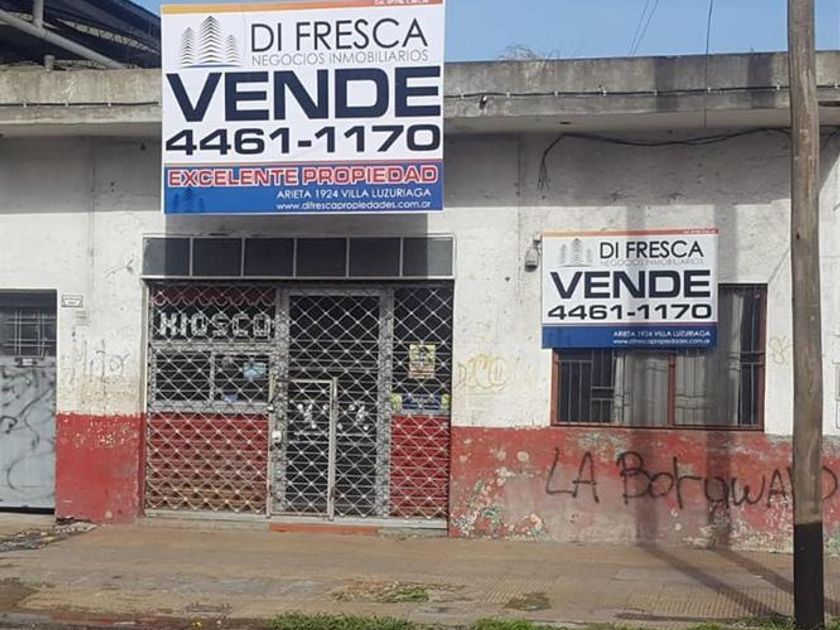 DI FRESCA
NEGOCIOS INMOBILIARIOS
VENDE
4461-1170
EXCELENTE PROPIEDAD
ARIETA 1924 VILLA LUZURIAGA
www.difrescapropiedades.com.ar
DI FRESCA
NEGOCIOS INMOBILIARIOS
VENDE
4461-1170
ARIETA 1924 VILLA LUZURIAGA
www.difrescapropiedades.com.ar
KIOSCO
LA